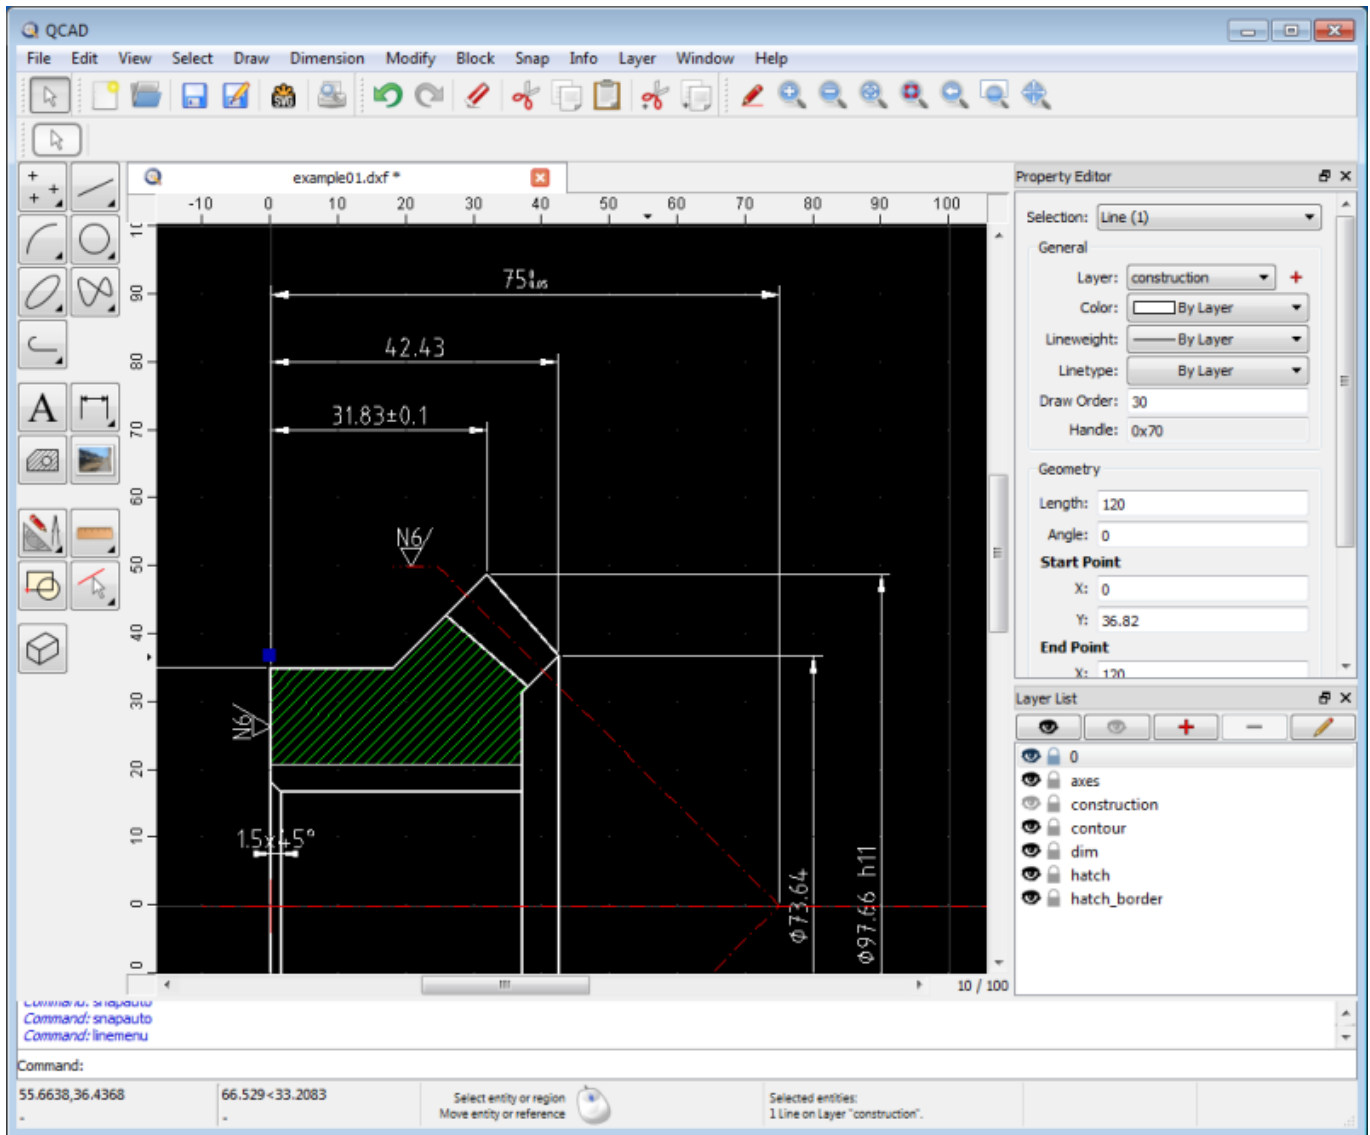 QCAD
File Edit View Select Draw Dimension Modify Block Snap Info Layer Window Help
SVG
example01.dxf *
-10 0 10 20 30 40 50 60 70 80 90 100
90
80
70
60
50
40
30
20
10
0
75
42.43
31.83±0.1
N6
N6
1.5x45°
ϕ73.64
ϕ97.66 h11
10 / 100
Property Editor
Selection: Line (1)
General
Layer: construction
Color: By Layer
Lineweight: By Layer
Linetype: By Layer
Draw Order: 30
Handle: 0x70
Geometry
Length: 120
Angle: 0
Start Point
X: 0
Y: 36.82
End Point
X: 120
Layer List
0
axes
construction
contour
dim
hatch
hatch_border
Command: snapauto
Command: snapauto
Command: linemenu
Command:
55.6638,36.4368
-
66.529<33.2083
-
Select entity or region
Move entity or reference
Selected entities:
1 Line on Layer "construction".